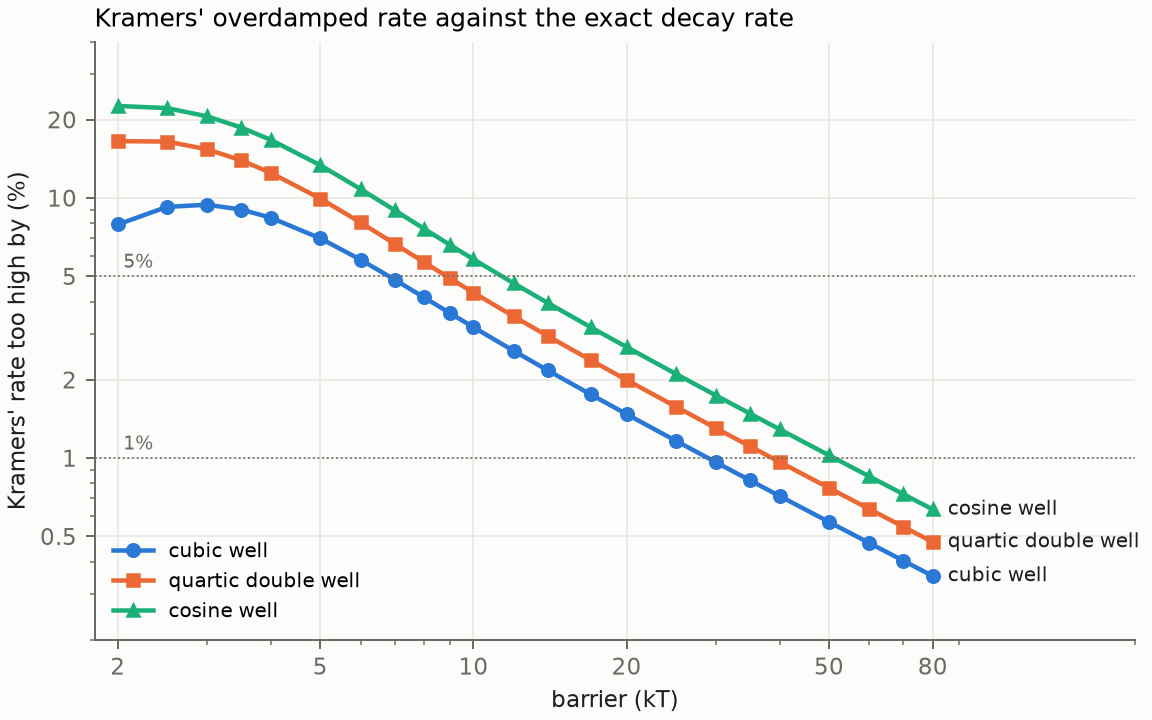 Kramers' overdamped rate against the exact decay rate
Kramers' rate too high by (%)
20
10
5
2
1
0.5
5%
1%
cosine well
quartic double well
cubic well
cubic well
quartic double well
cosine well
2
5
10
20
50
80
barrier (kT)